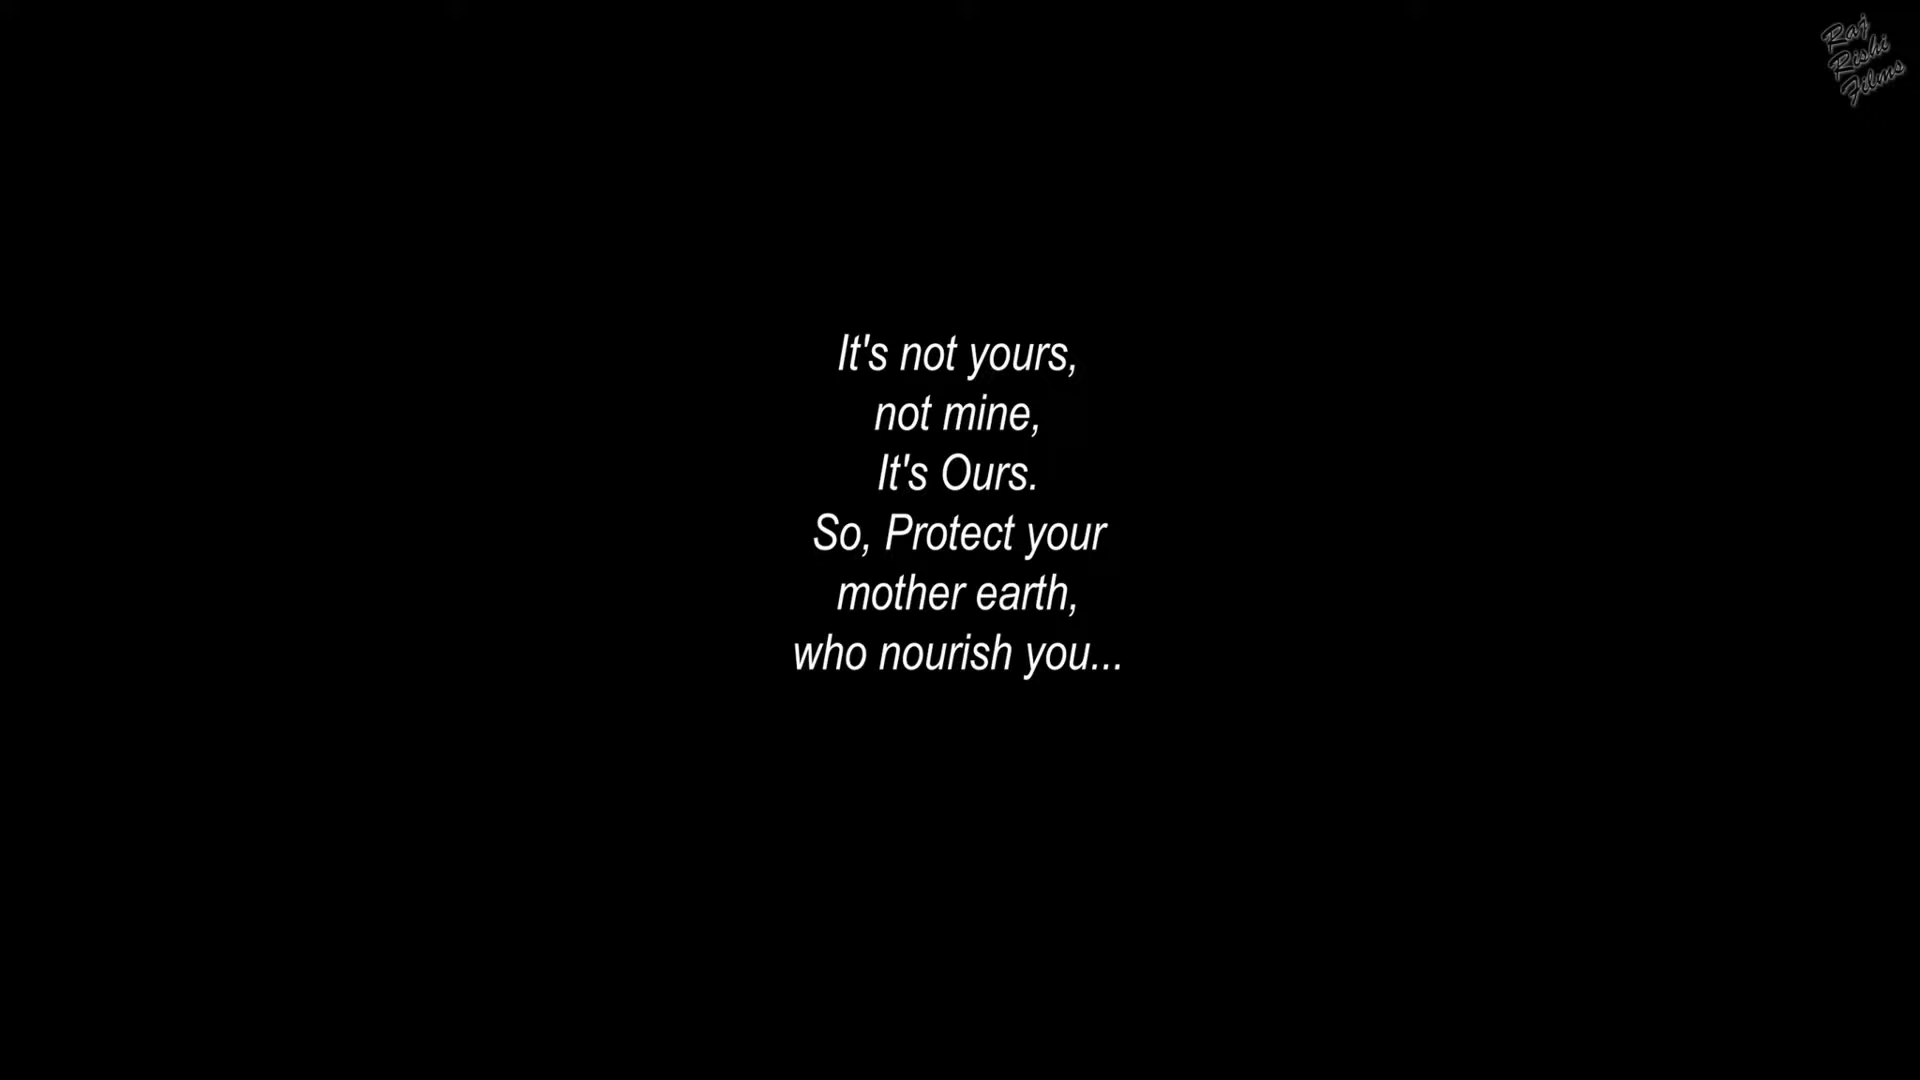 Raj
Rishi
Films
It's not yours,
not mine,
It's Ours.
So, Protect your
mother earth,
who nourish you...